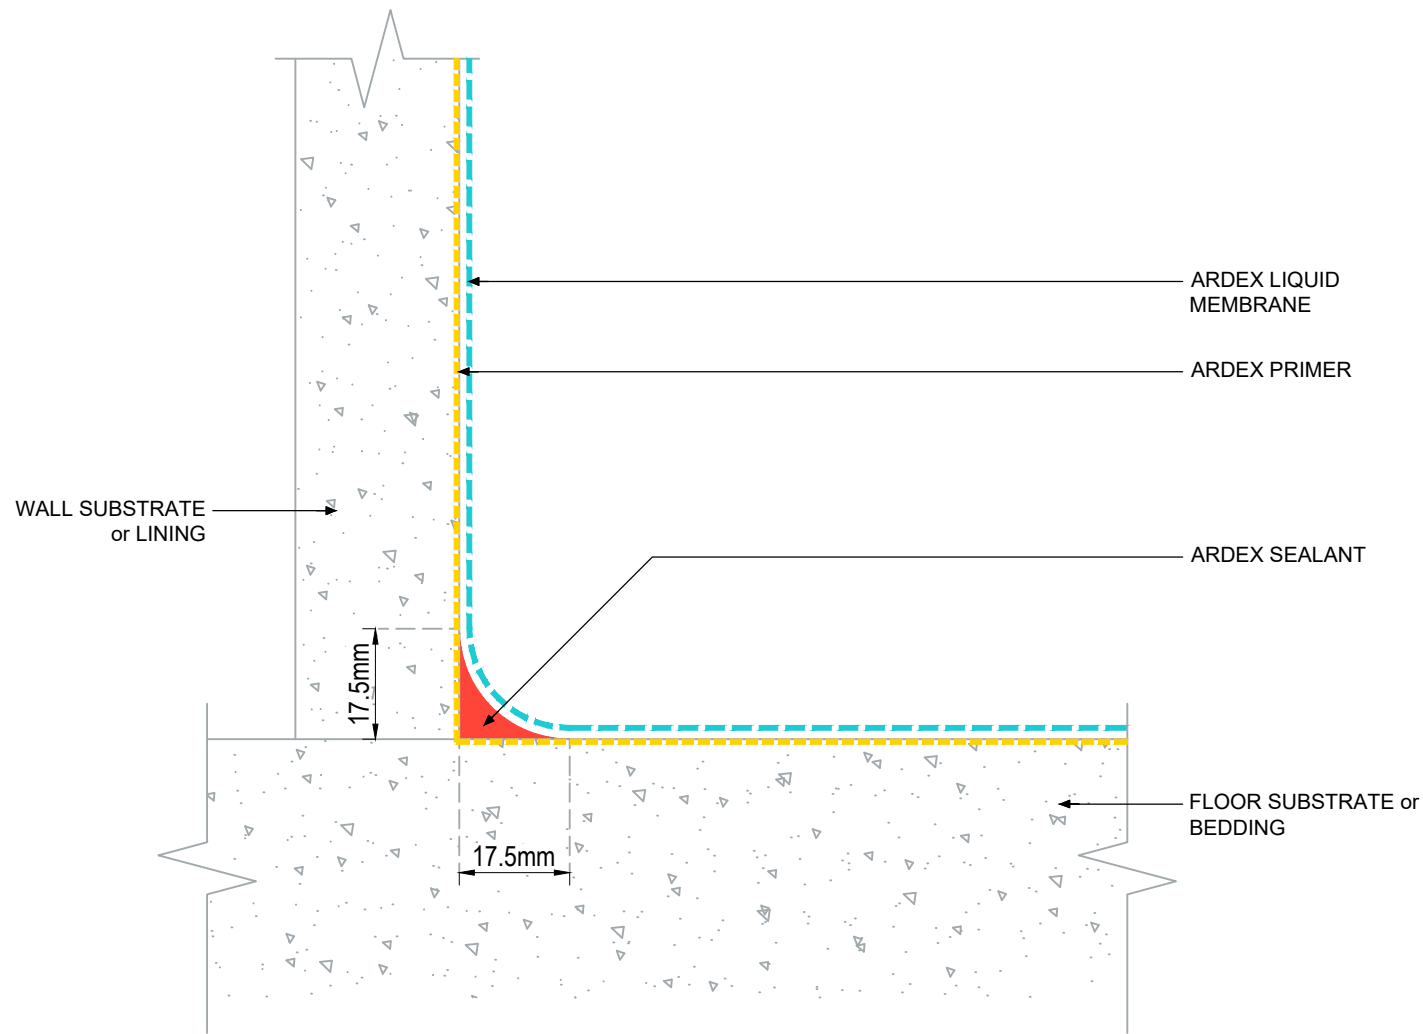 ARDEX LIQUID
MEMBRANE
ARDEX PRIMER
WALL SUBSTRATE
or LINING
ARDEX SEALANT
17.5mm
FLOOR SUBSTRATE or
BEDDING
17.5mm